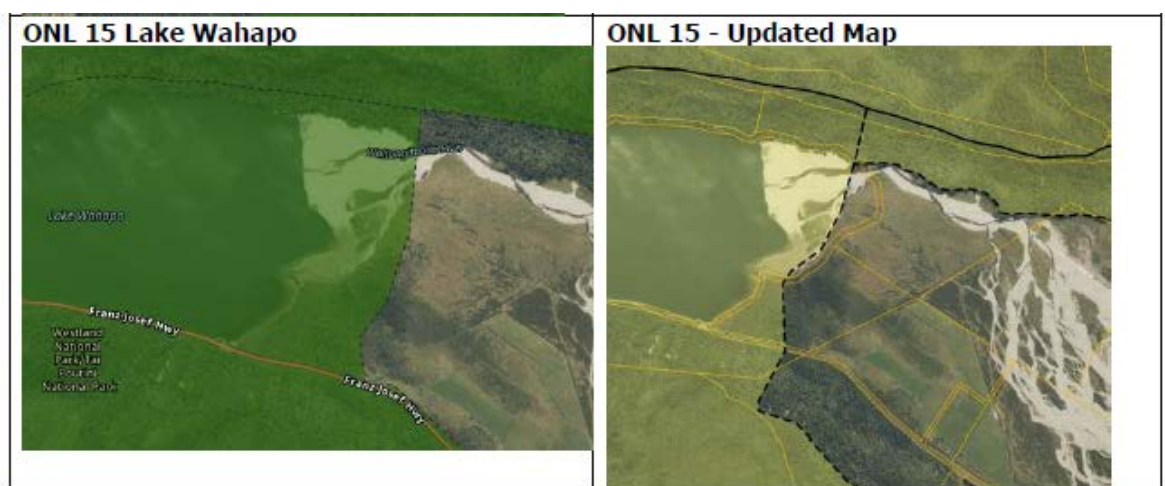 ONL 15 Lake Wahapo
ONL 15 - Updated Map
Lake Wahapo
Franz Josef Hwy
Westland
National
Park/Tai
Poutini
National Park
Franz Josef Hwy